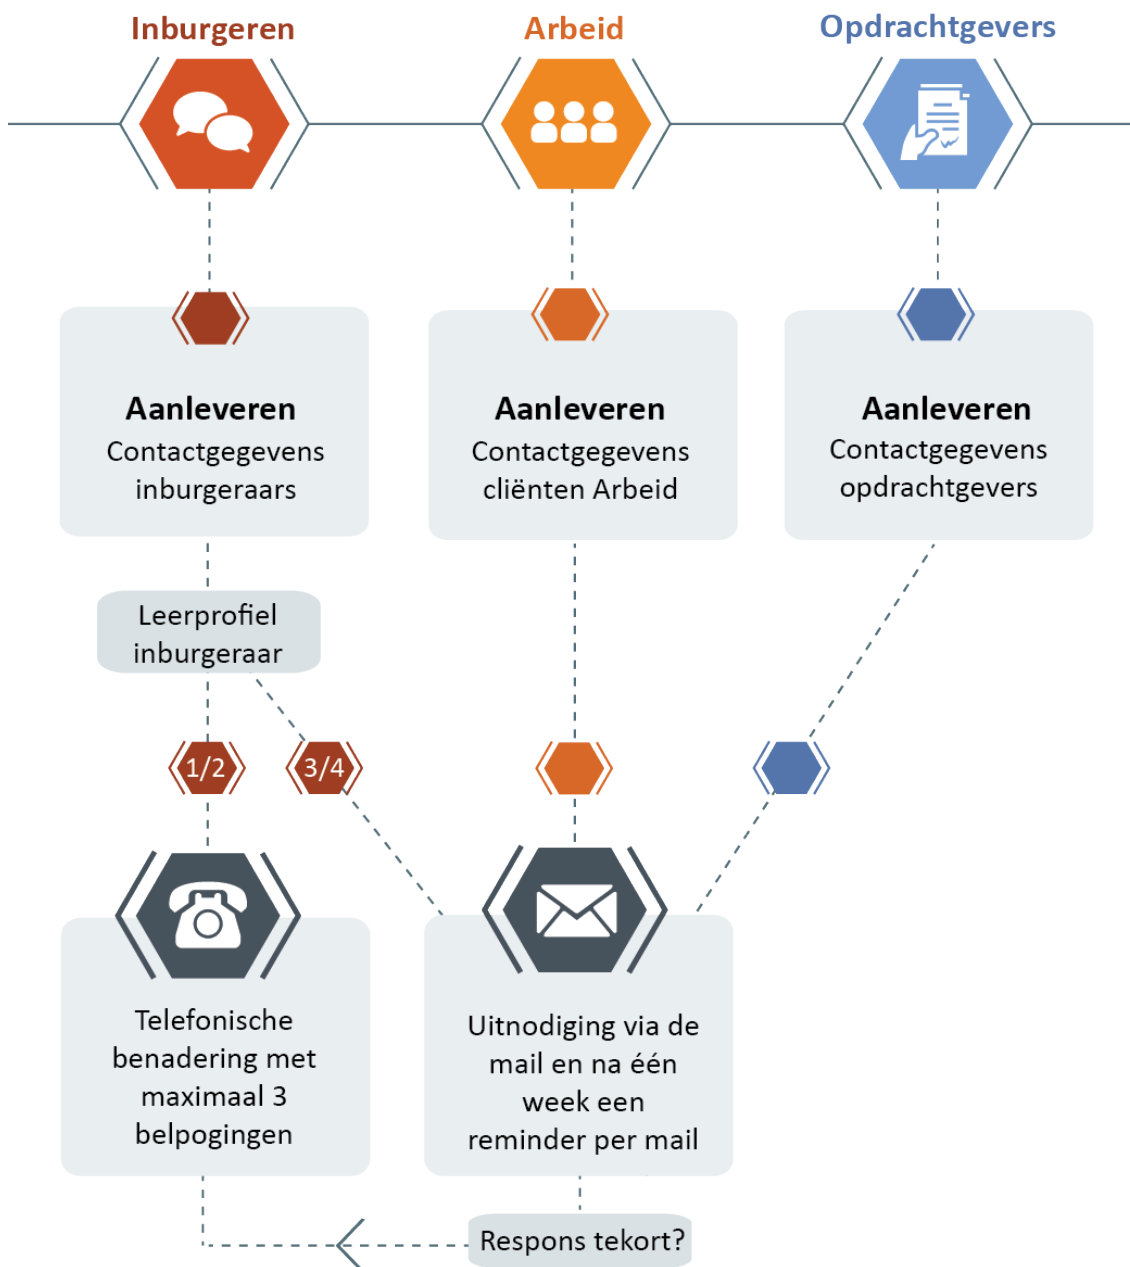 Inburgeren
Arbeid
Opdrachtgevers
Aanleveren
Contactgegevens
inburgeraars
Aanleveren
Contactgegevens
cliënten Arbeid
Aanleveren
Contactgegevens
opdrachtgevers
Leerprofiel
inburgeraar
1/2
3/4
Telefonische
benadering met
maximaal 3
belpogingen
Uitnodiging via de
mail en na één
week een
reminder per mail
Respons tekort?